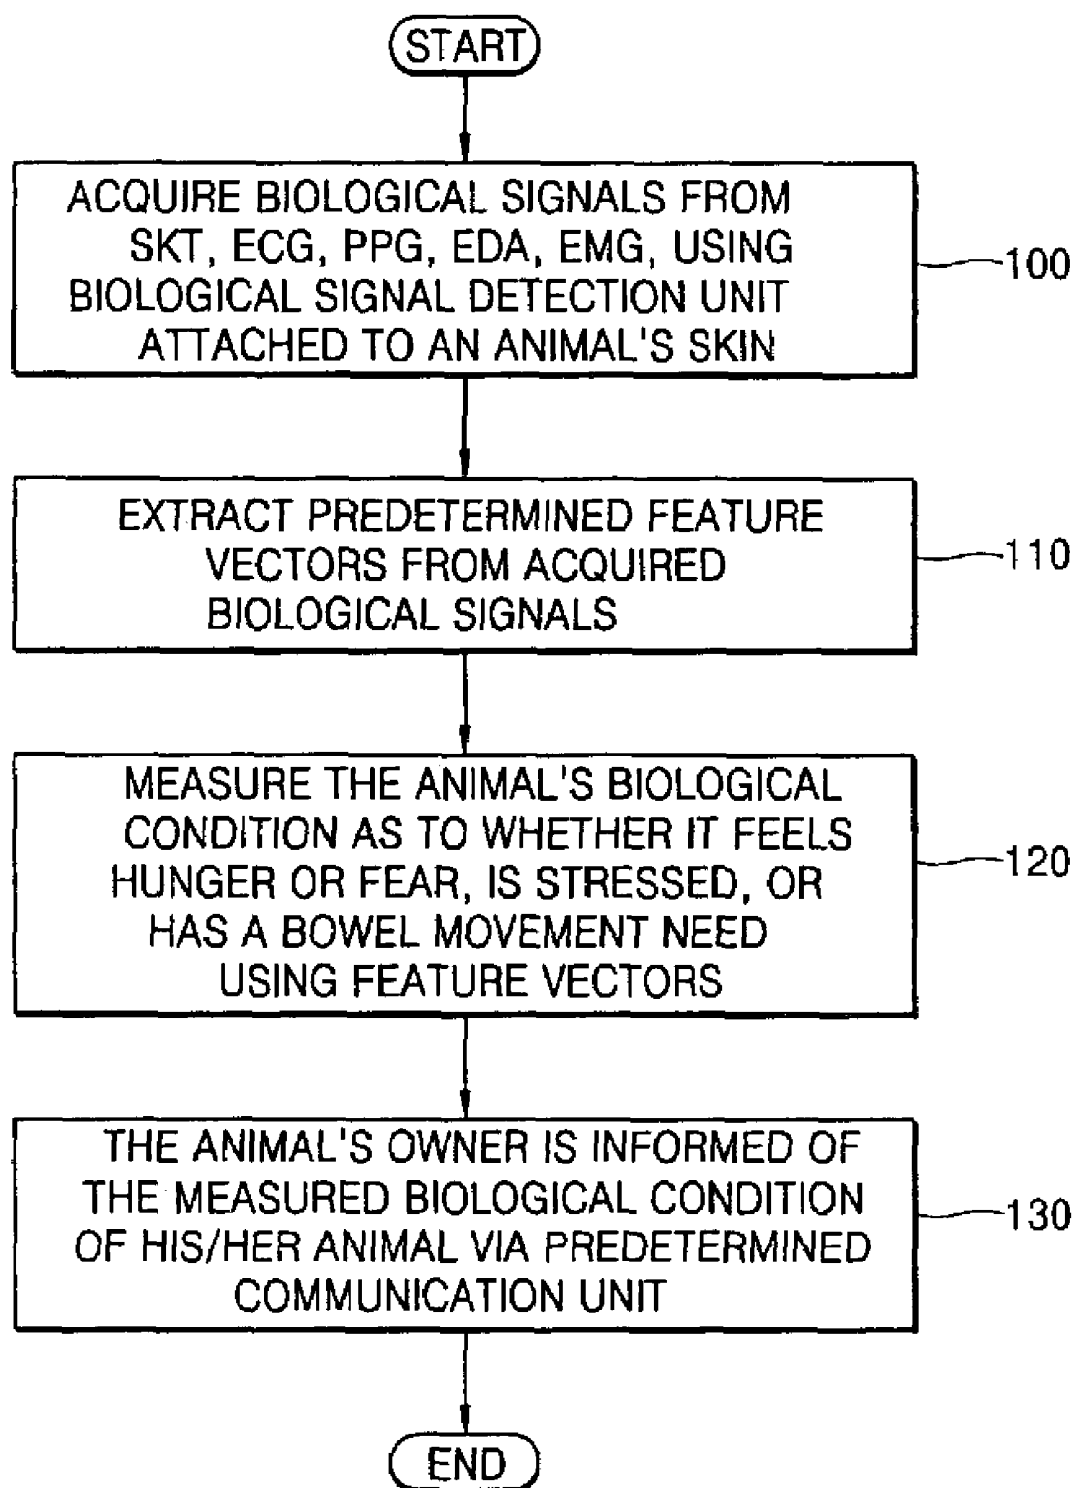 START
ACQUIRE BIOLOGICAL SIGNALS FROM
SKT, ECG, PPG, EDA, EMG, USING
BIOLOGICAL SIGNAL DETECTION UNIT
ATTACHED TO AN ANIMAL'S SKIN
100
EXTRACT PREDETERMINED FEATURE
VECTORS FROM ACQUIRED
BIOLOGICAL SIGNALS
110
MEASURE THE ANIMAL'S BIOLOGICAL
CONDITION AS TO WHETHER IT FEELS
HUNGER OR FEAR, IS STRESSED, OR
HAS A BOWEL MOVEMENT NEED
USING FEATURE VECTORS
120
THE ANIMAL'S OWNER IS INFORMED OF
THE MEASURED BIOLOGICAL CONDITION
OF HIS/HER ANIMAL VIA PREDETERMINED
COMMUNICATION UNIT
130
END